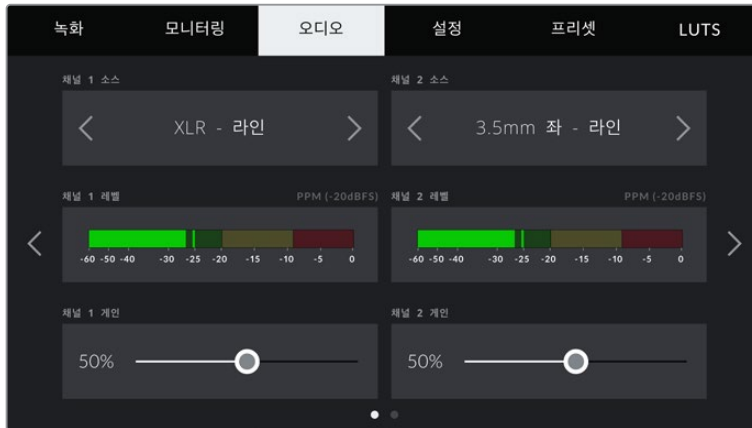 녹화 모니터링 오디오 설정 프리셋 LUTS
채널 1 소스 채널 2 소스
XLR - 라인 3.5mm 좌 - 라인
채널 1 레벨 PPM (-20dBFS) 채널 2 레벨 PPM (-20dBFS)
-60 -50 -40 -30 -25 -20 -15 -10 -5 0 -60 -50 -40 -30 -25 -20 -15 -10 -5 0
채널 1 게인 채널 2 게인
50% 50%